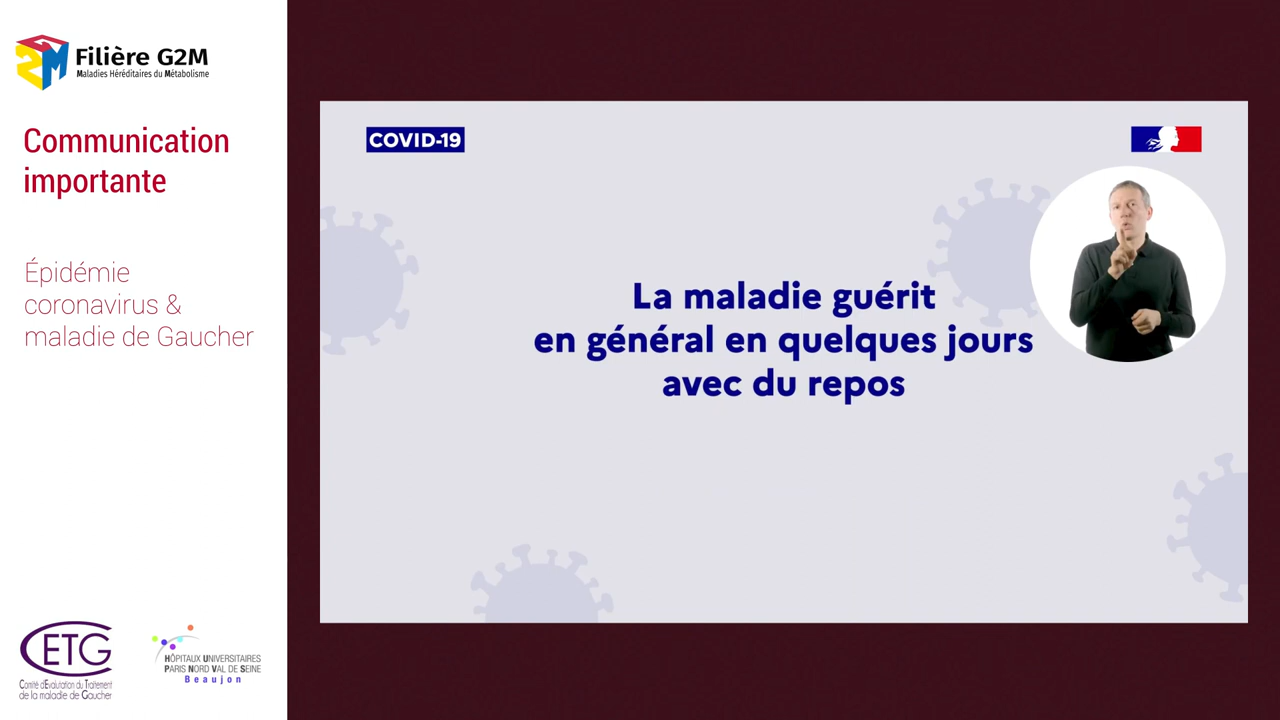 Filière G2M
Maladies Héréditaires du Métabolisme
Communication
importante
Épidémie
coronavirus &
maladie de Gaucher
CETG
Comité d'Evalutation du Traitement
de la maladie de Gaucher
HÔPITAUX UNIVERSITAIRES
PARIS NORD VAL DE SEINE
Beaujon
COVID-19
La maladie guérit
en général en quelques jours
avec du repos